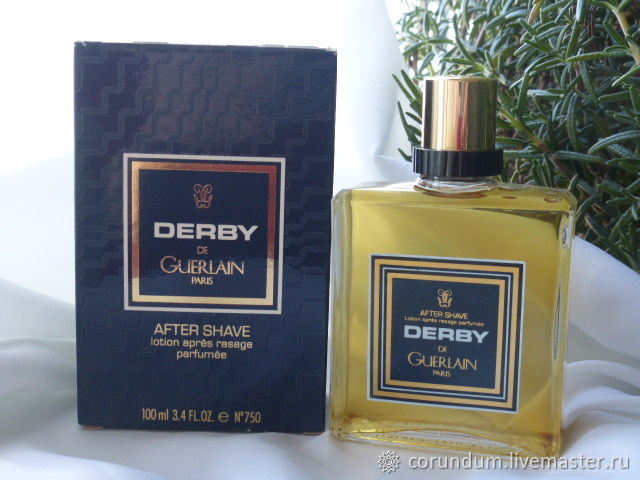 DERBY
DE
GUERLAIN
PARIS
AFTER SHAVE
lotion après rasage
parfumée
100 ml 3.4 FL.OZ. e N°750
AFTER SHAVE
Lotion après rasage parfumée
DERBY
DE
GUERLAIN
PARIS
corundum.livemaster.ru